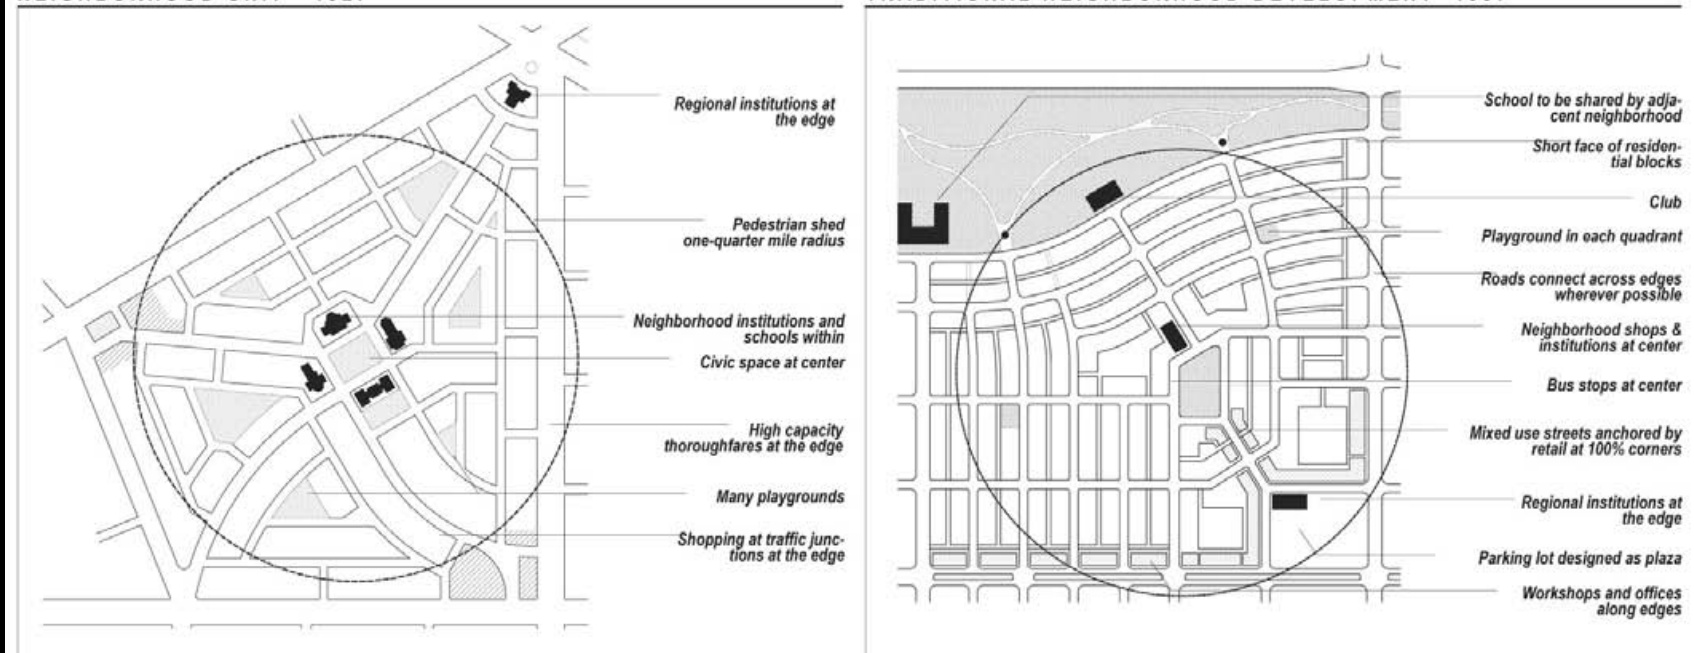 Regional institutions at
the edge
Pedestrian shed
one-quarter mile radius
Neighborhood institutions and
schools within
Civic space at center
High capacity
thoroughfares at the edge
Many playgrounds
Shopping at traffic junc-
tions at the edge
School to be shared by adja-
cent neighborhood
Short face of residen-
tial blocks
Club
Playground in each quadrant
Roads connect across edges
wherever possible
Neighborhood shops &
institutions at center
Bus stops at center
Mixed use streets anchored by
retail at 100% corners
Regional institutions at
the edge
Parking lot designed as plaza
Workshops and offices
along edges